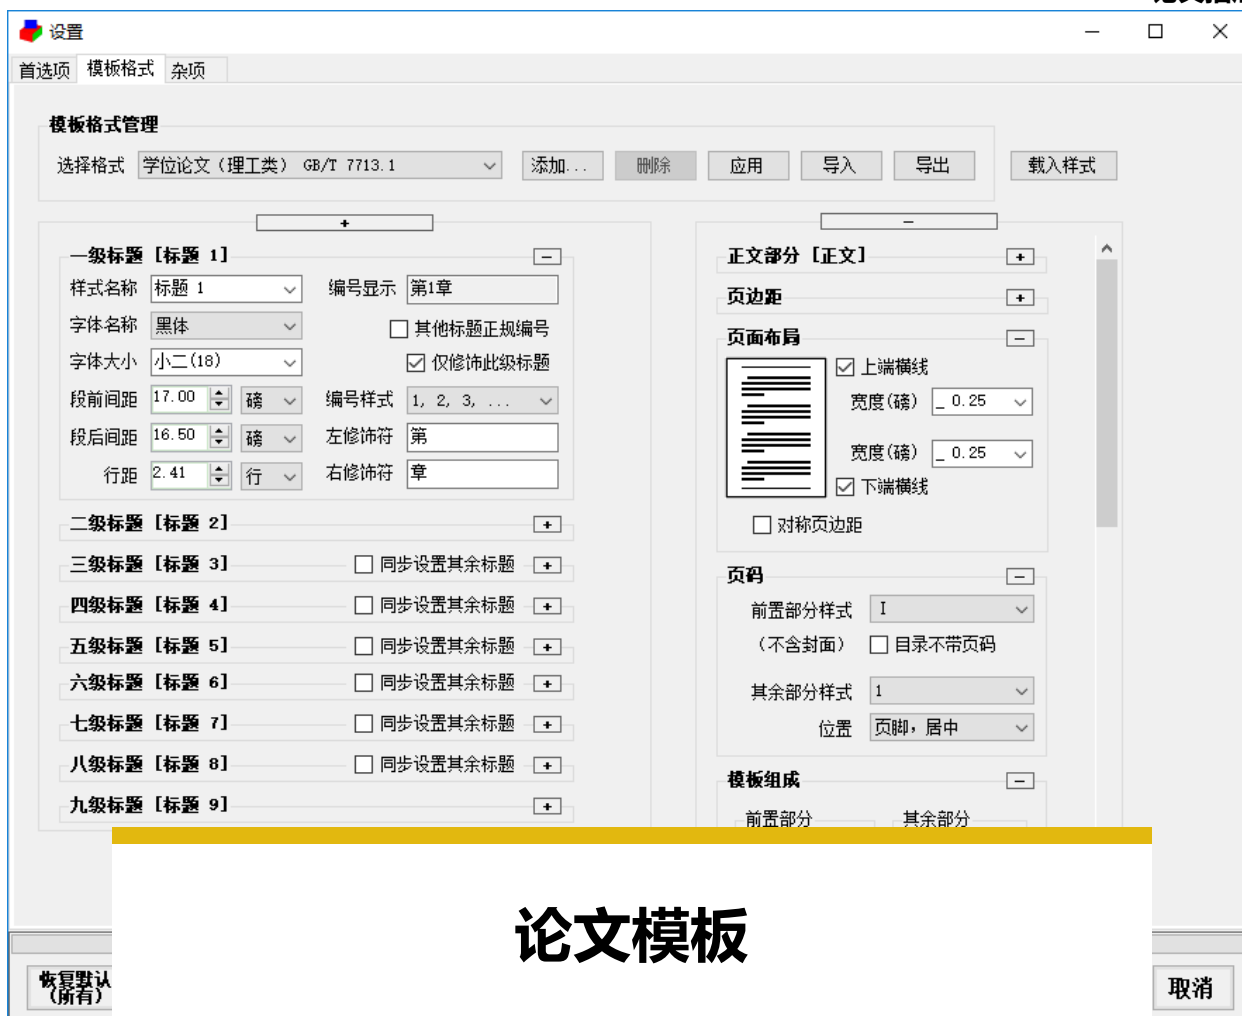 设置
首选项 模板格式 杂项
模板格式管理
选择格式 学位论文（理工类） GB/T 7713.1 添加... 删除 应用 导入 导出 载入样式
+
一级标题 [标题 1] -
样式名称 标题 1 编号显示 第1章
字体名称 黑体 其他标题正规编号
字体大小 小二(18) 仅修饰此级标题
段前间距 17.00 磅 编号样式 1, 2, 3, ...
段后间距 16.50 磅 左修饰符 第
行距 2.41 行 右修饰符 章
二级标题 [标题 2] +
三级标题 [标题 3] 同步设置其余标题 +
四级标题 [标题 4] 同步设置其余标题 +
五级标题 [标题 5] 同步设置其余标题 +
六级标题 [标题 6] 同步设置其余标题 +
七级标题 [标题 7] 同步设置其余标题 +
八级标题 [标题 8] 同步设置其余标题 +
九级标题 [标题 9] +
-
正文部分 [正文] +
页边距 +
页面布局 -
上端横线
宽度(磅) _ 0.25
宽度(磅) _ 0.25
下端横线
对称页边距
页码 -
前置部分样式 I
（不含封面） 目录不带页码
其余部分样式 1
位置 页脚，居中
模板组成 -
前置部分 其余部分
论文模板
恢复默认
（所有）
取消